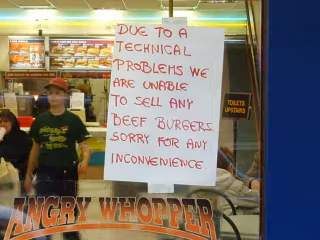 DUE TO A
TECHNICAL
PROBLEMS WE
ARE UNABLE
TO SELL ANY
BEEF BURGERS.
SORRY FOR ANY
INCONVENIENCE
TOILETS
UPSTAIRS
ANGRY WHOPPER